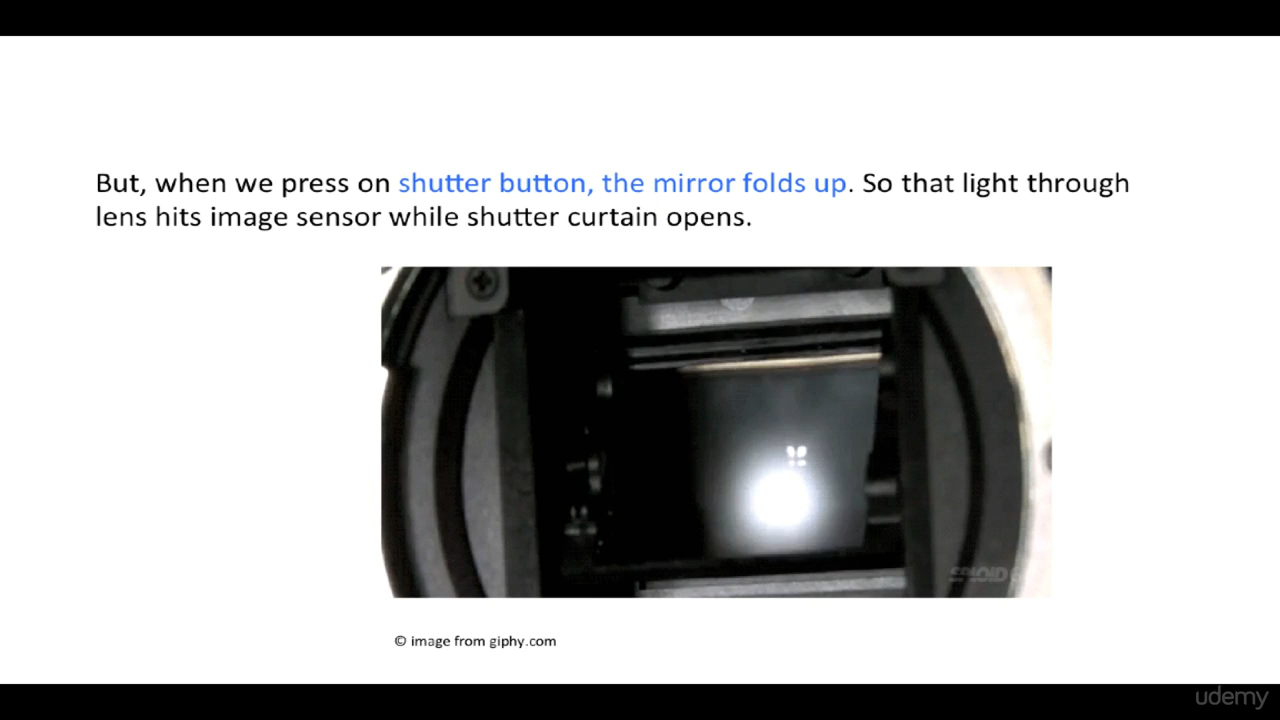 But, when we press on shutter button, the mirror folds up. So that light through
lens hits image sensor while shutter curtain opens.
SPLOID
© image from giphy.com
udemy